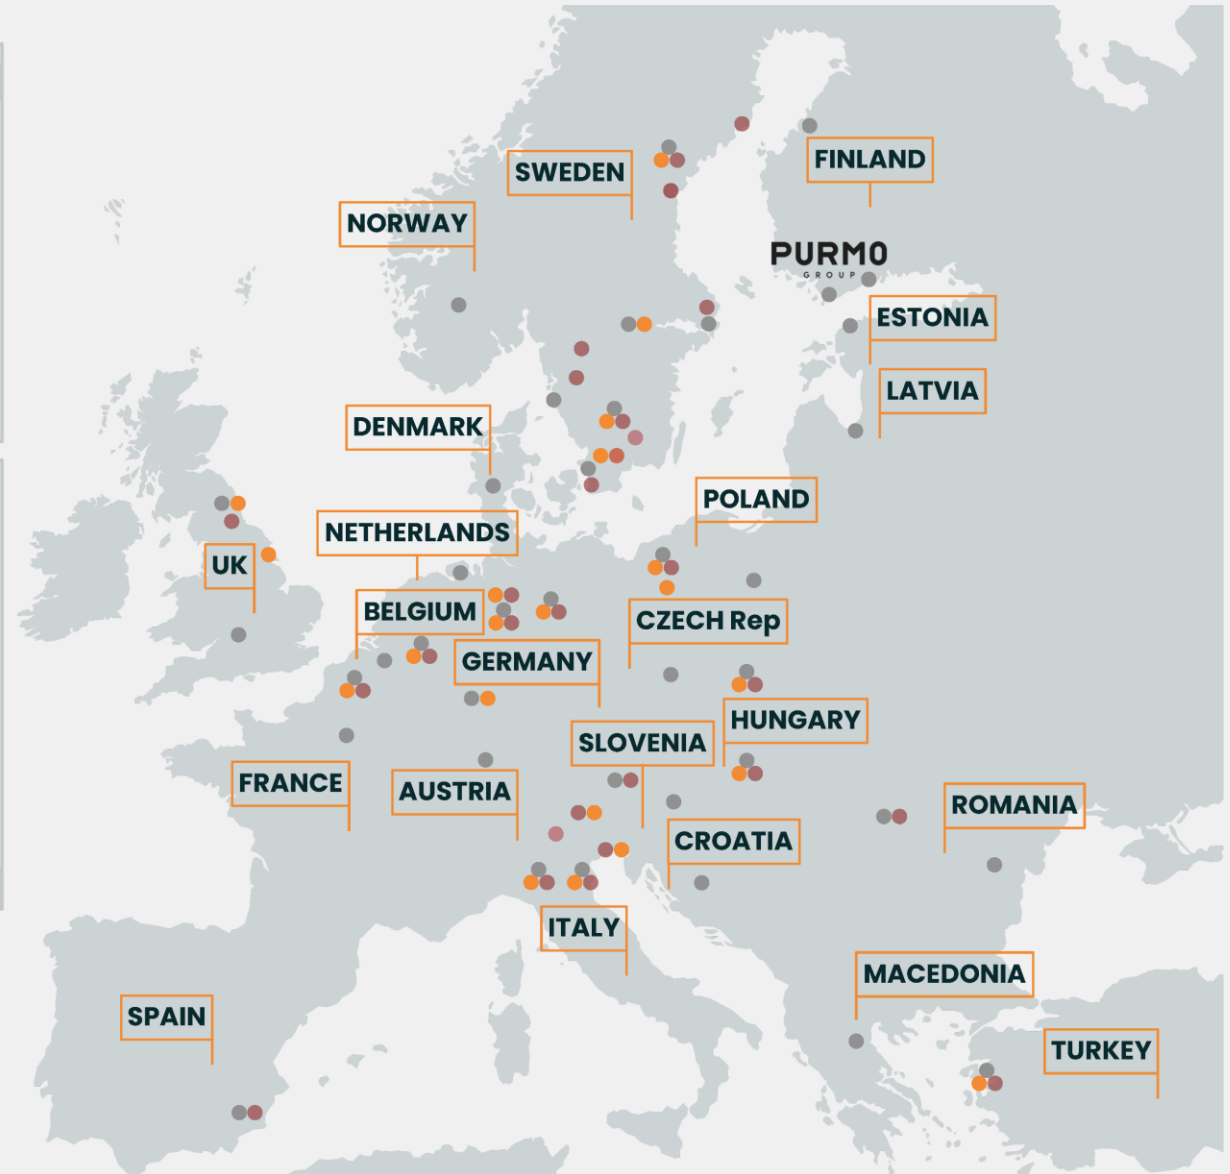 FINLAND
SWEDEN
NORWAY
PURMO
GROUP
ESTONIA
LATVIA
DENMARK
POLAND
NETHERLANDS
UK
BELGIUM
CZECH Rep
GERMANY
HUNGARY
SLOVENIA
FRANCE
AUSTRIA
ROMANIA
CROATIA
ITALY
MACEDONIA
SPAIN
TURKEY